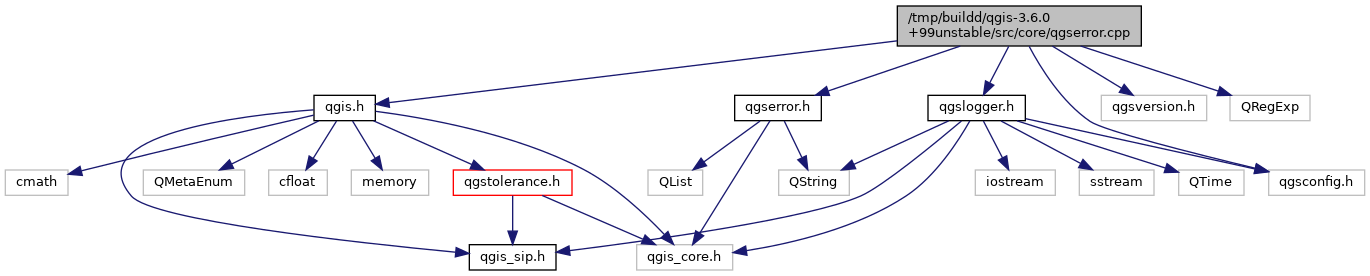 /tmp/buildd/qgis-3.6.0
+99unstable/src/core/qgserror.cpp
qgis.h
qgserror.h
qgslogger.h
qgsversion.h
QRegExp
cmath
QMetaEnum
cfloat
memory
qgstolerance.h
QList
QString
iostream
sstream
QTime
qgsconfig.h
qgis_sip.h
qgis_core.h